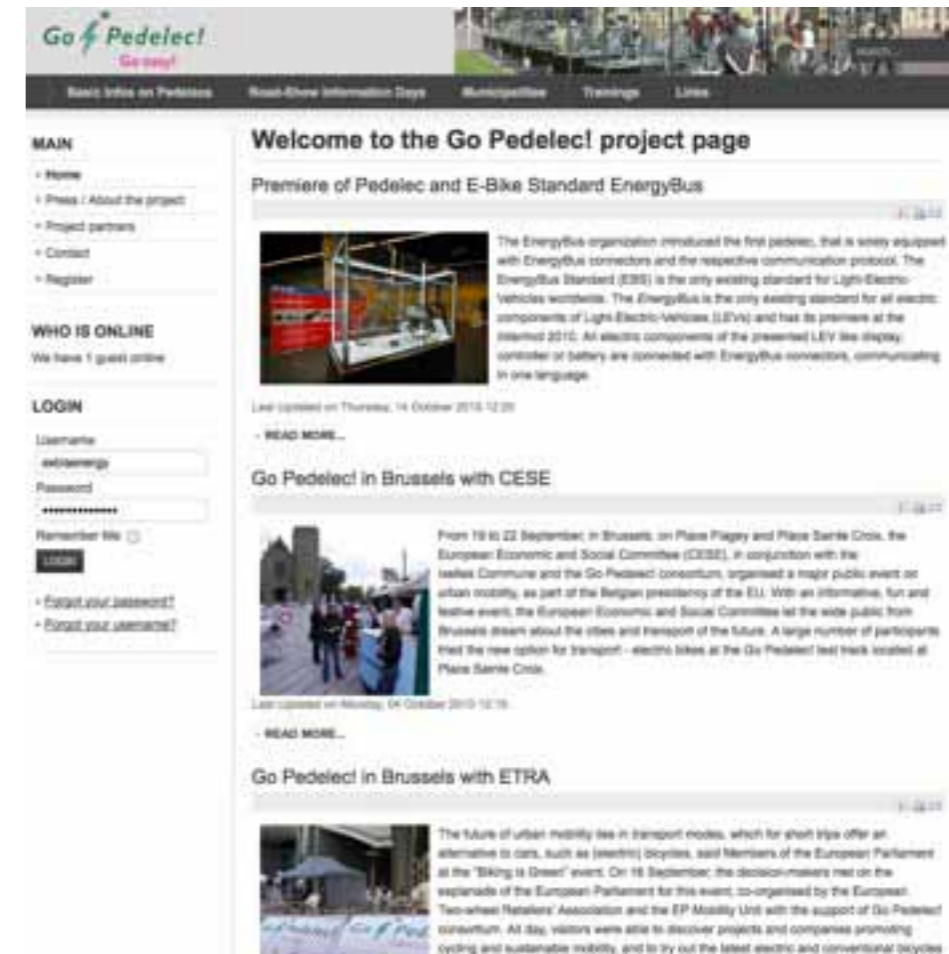 Go Pedelec!
Go easy!
search...
Basic Infos on Pedelecs
Road-Show Information Days
Municipalities
Trainings
Links
MAIN
Home
Press / About the project
Project partners
Contact
Register
WHO IS ONLINE
We have 1 guest online
LOGIN
Username
extraenergy
Password
Remember Me
LOGIN
Forgot your password?
Forgot your username?
Welcome to the Go Pedelec! project page
Premiere of Pedelec and E-Bike Standard EnergyBus
The EnergyBus organization introduced the first pedelec, that is solely equipped
with EnergyBus connectors and the respective communication protocol. The
EnergyBus Standard (EBS) is the only existing standard for Light-Electric-
Vehicles worldwide. The EnergyBus is the only existing standard for all electric
components of Light-Electric-Vehicles (LEVs) and has its premiere at the
Intermot 2010. All electric components of the presented LEV like display,
controller or battery are connected with EnergyBus connectors, communicating
in one language.
Last Updated on Thursday, 14 October 2010 12:20
READ MORE...
Go Pedelec! in Brussels with CESE
From 19 to 22 September, in Brussels, on Place Flagey and Place Sainte Croix, the
European Economic and Social Committee (CESE), in conjunction with the
Ixelles Commune and the Go Pedelec! consortium, organised a major public event on
urban mobility, as part of the Belgian presidency of the EU. With an informative, fun and
festive event, the European Economic and Social Committee let the wide public from
Brussels dream about the cities and transport of the future. A large number of participants
tried the new option for transport - electric bikes at the Go Pedelec! test track located at
Place Sainte Croix.
Last Updated on Monday, 04 October 2010 12:16
READ MORE...
Go Pedelec! in Brussels with ETRA
The future of urban mobility lies in transport modes, which for short trips offer an
alternative to cars, such as (electric) bicycles, said Members of the European Parliament
at the "Biking is Green" event. On 16 September, the decision-makers met on the
esplanade of the European Parliament for this event, co-organised by the European
Two-wheel Retailers' Association and the EP Mobility Unit with the support of Go Pedelec!
consortium. All day, visitors were able to discover projects and companies promoting
cycling and sustainable mobility, and to try out the latest electric and conventional bicycles